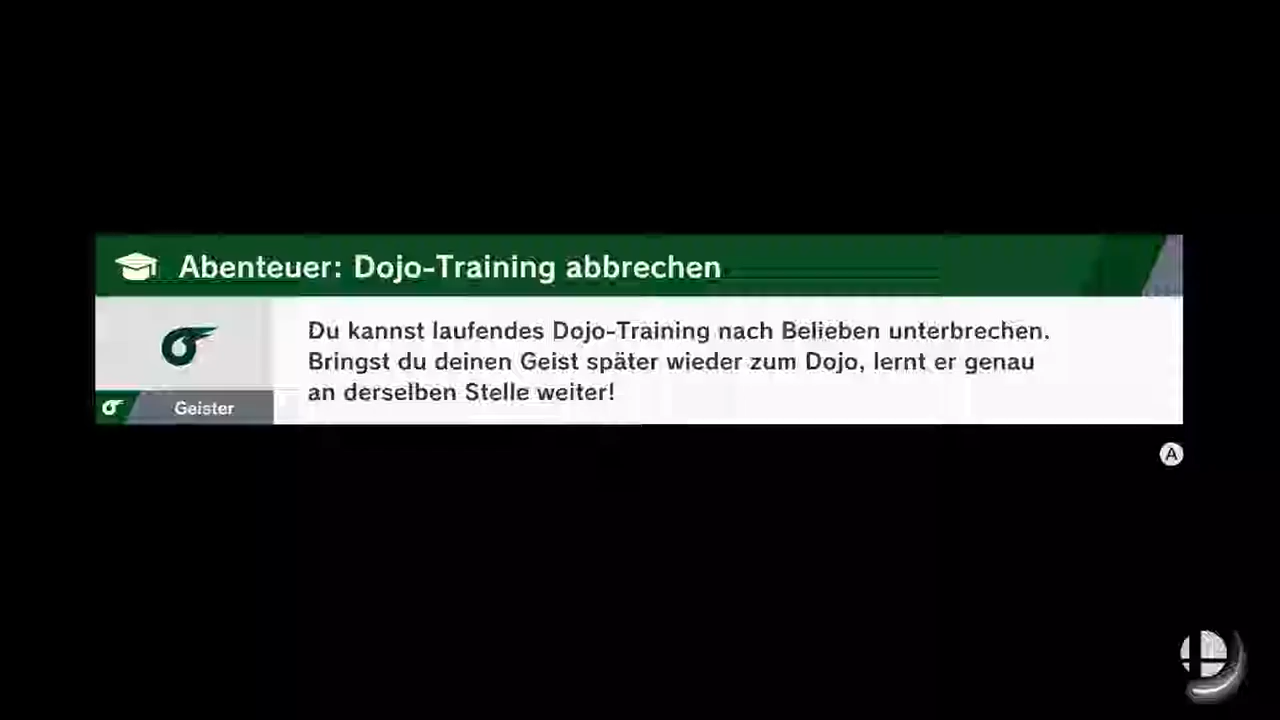 Abenteuer: Dojo-Training abbrechen
Du kannst laufendes Dojo-Training nach Belieben unterbrechen.
Bringst du deinen Geist später wieder zum Dojo, lernt er genau
an derselben Stelle weiter!
Geister
A